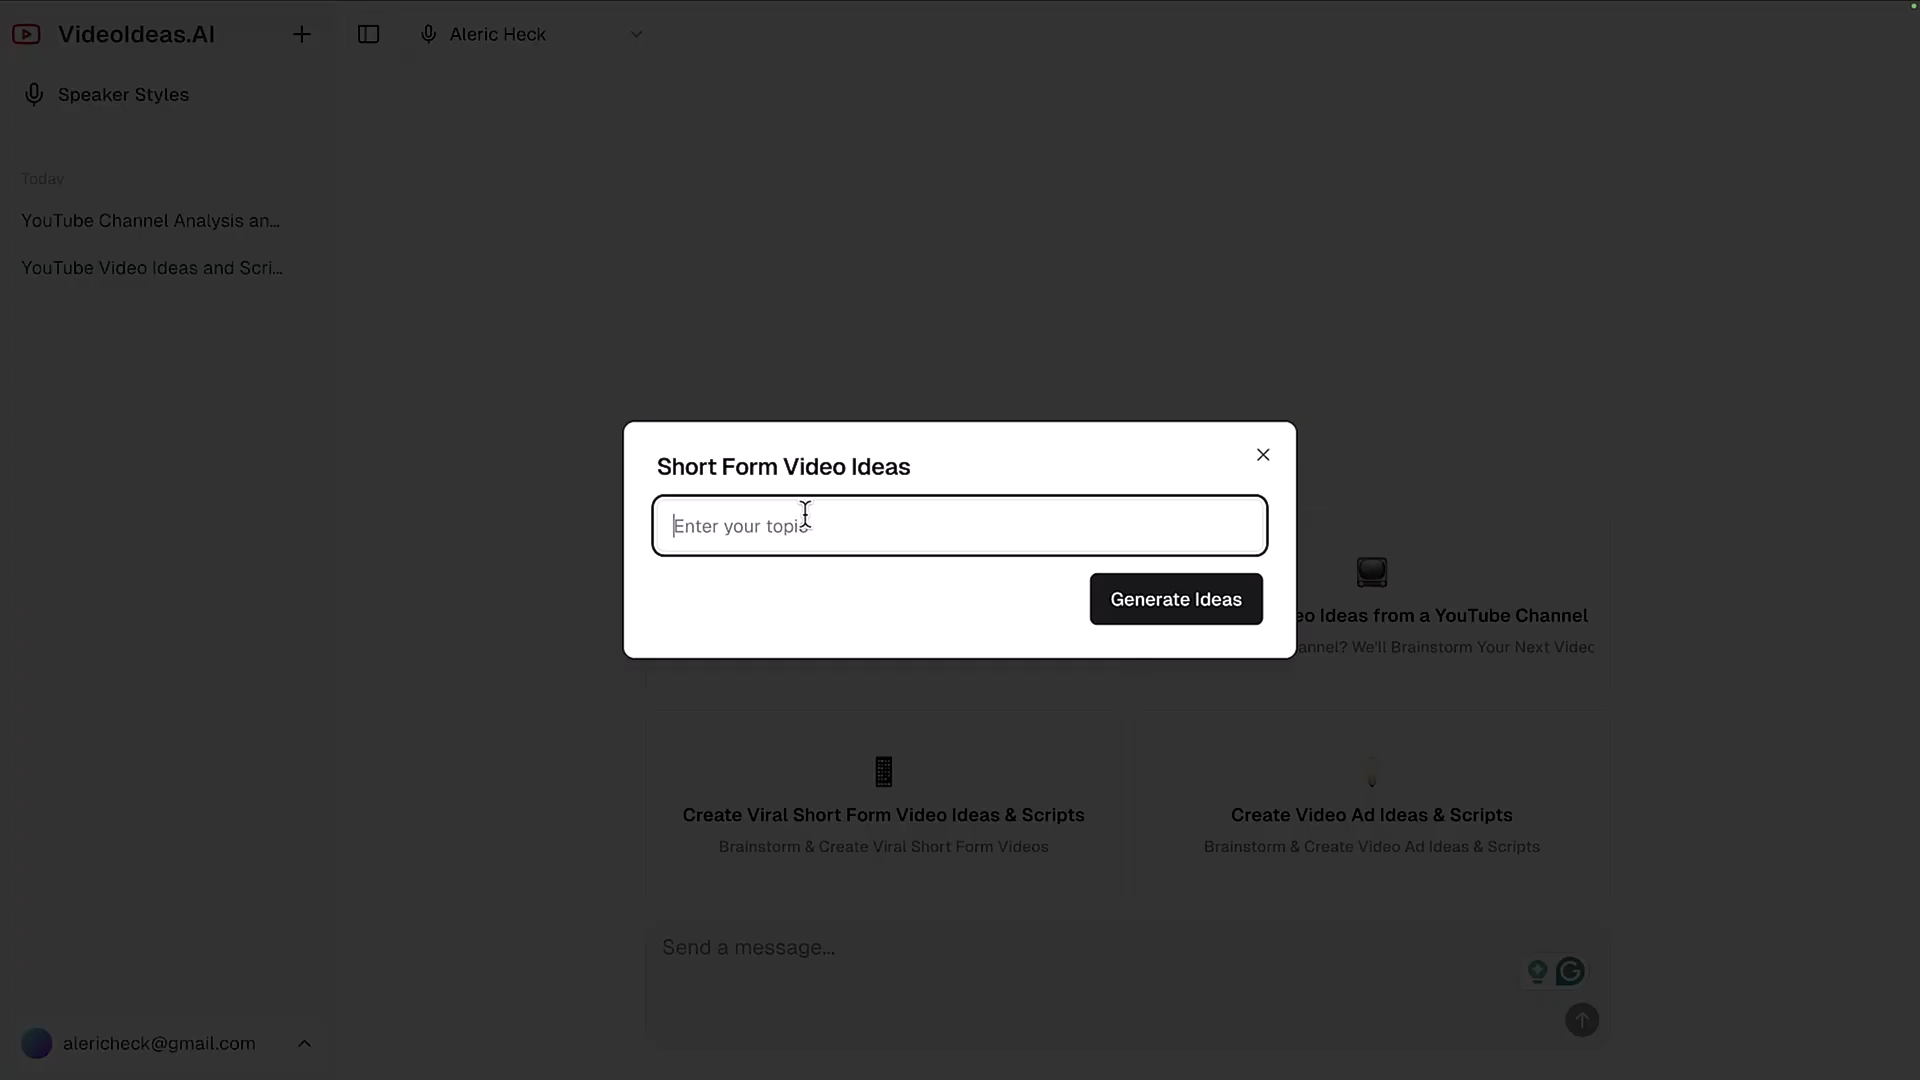 VideoIdeas.AI
Aleric Heck
Speaker Styles
Today
YouTube Channel Analysis an...
YouTube Video Ideas and Scri...
Short Form Video Ideas
Enter your topic
Generate Ideas
Ideas from a YouTube Channel
We'll Brainstorm Your Next
Create Viral Short Form Video Ideas & Scripts
Brainstorm & Create Viral Short Form Videos
Create Video Ad Ideas & Scripts
Brainstorm & Create Video Ad Ideas & Scripts
Send a message...
alericheck@gmail.com